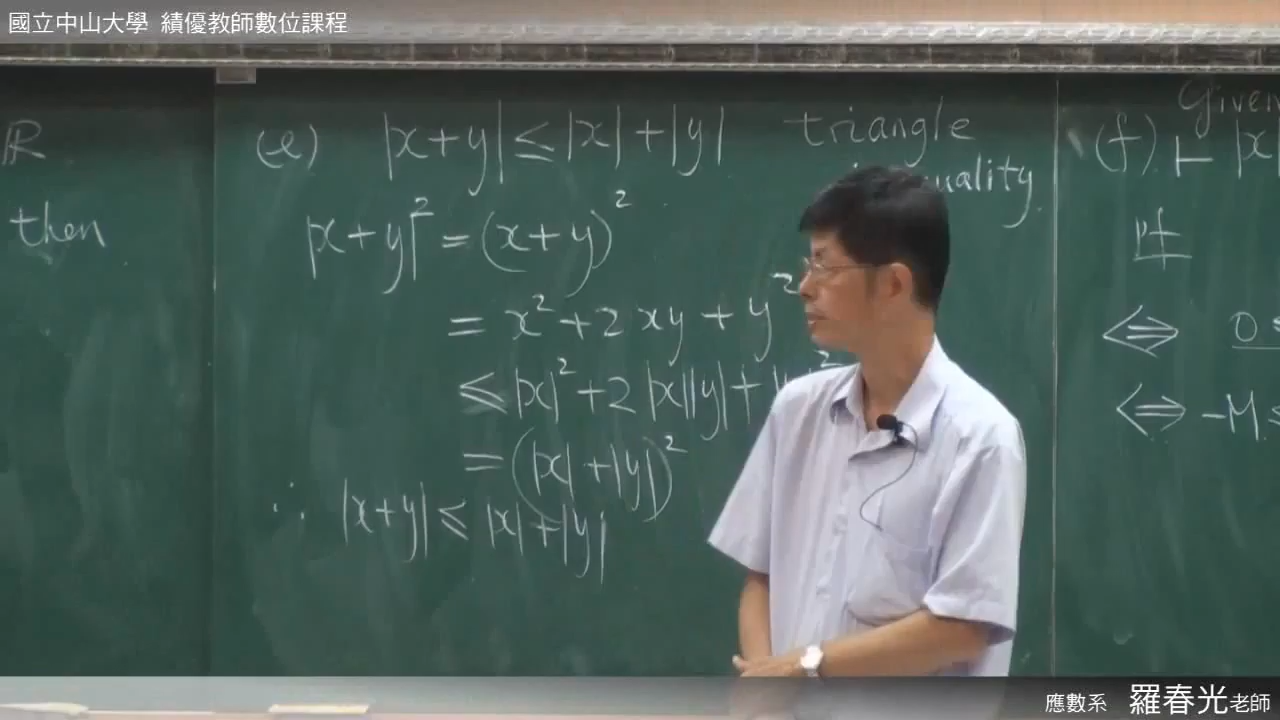 國立中山大學 績優教師數位課程
ℝ
then
(e) |x+y| ≤ |x|+|y| triangle
uality.
|x+y|² = (x+y)²
= x²+2xy+y²
≤ |x|²+2|x||y|+|y|²
= (|x|+|y|)²
∴ |x+y| ≤ |x|+|y|
Given
(f) ⊢ |x|
⇔ 0 ≤
⇔ -M ≤
應數系 羅春光老師